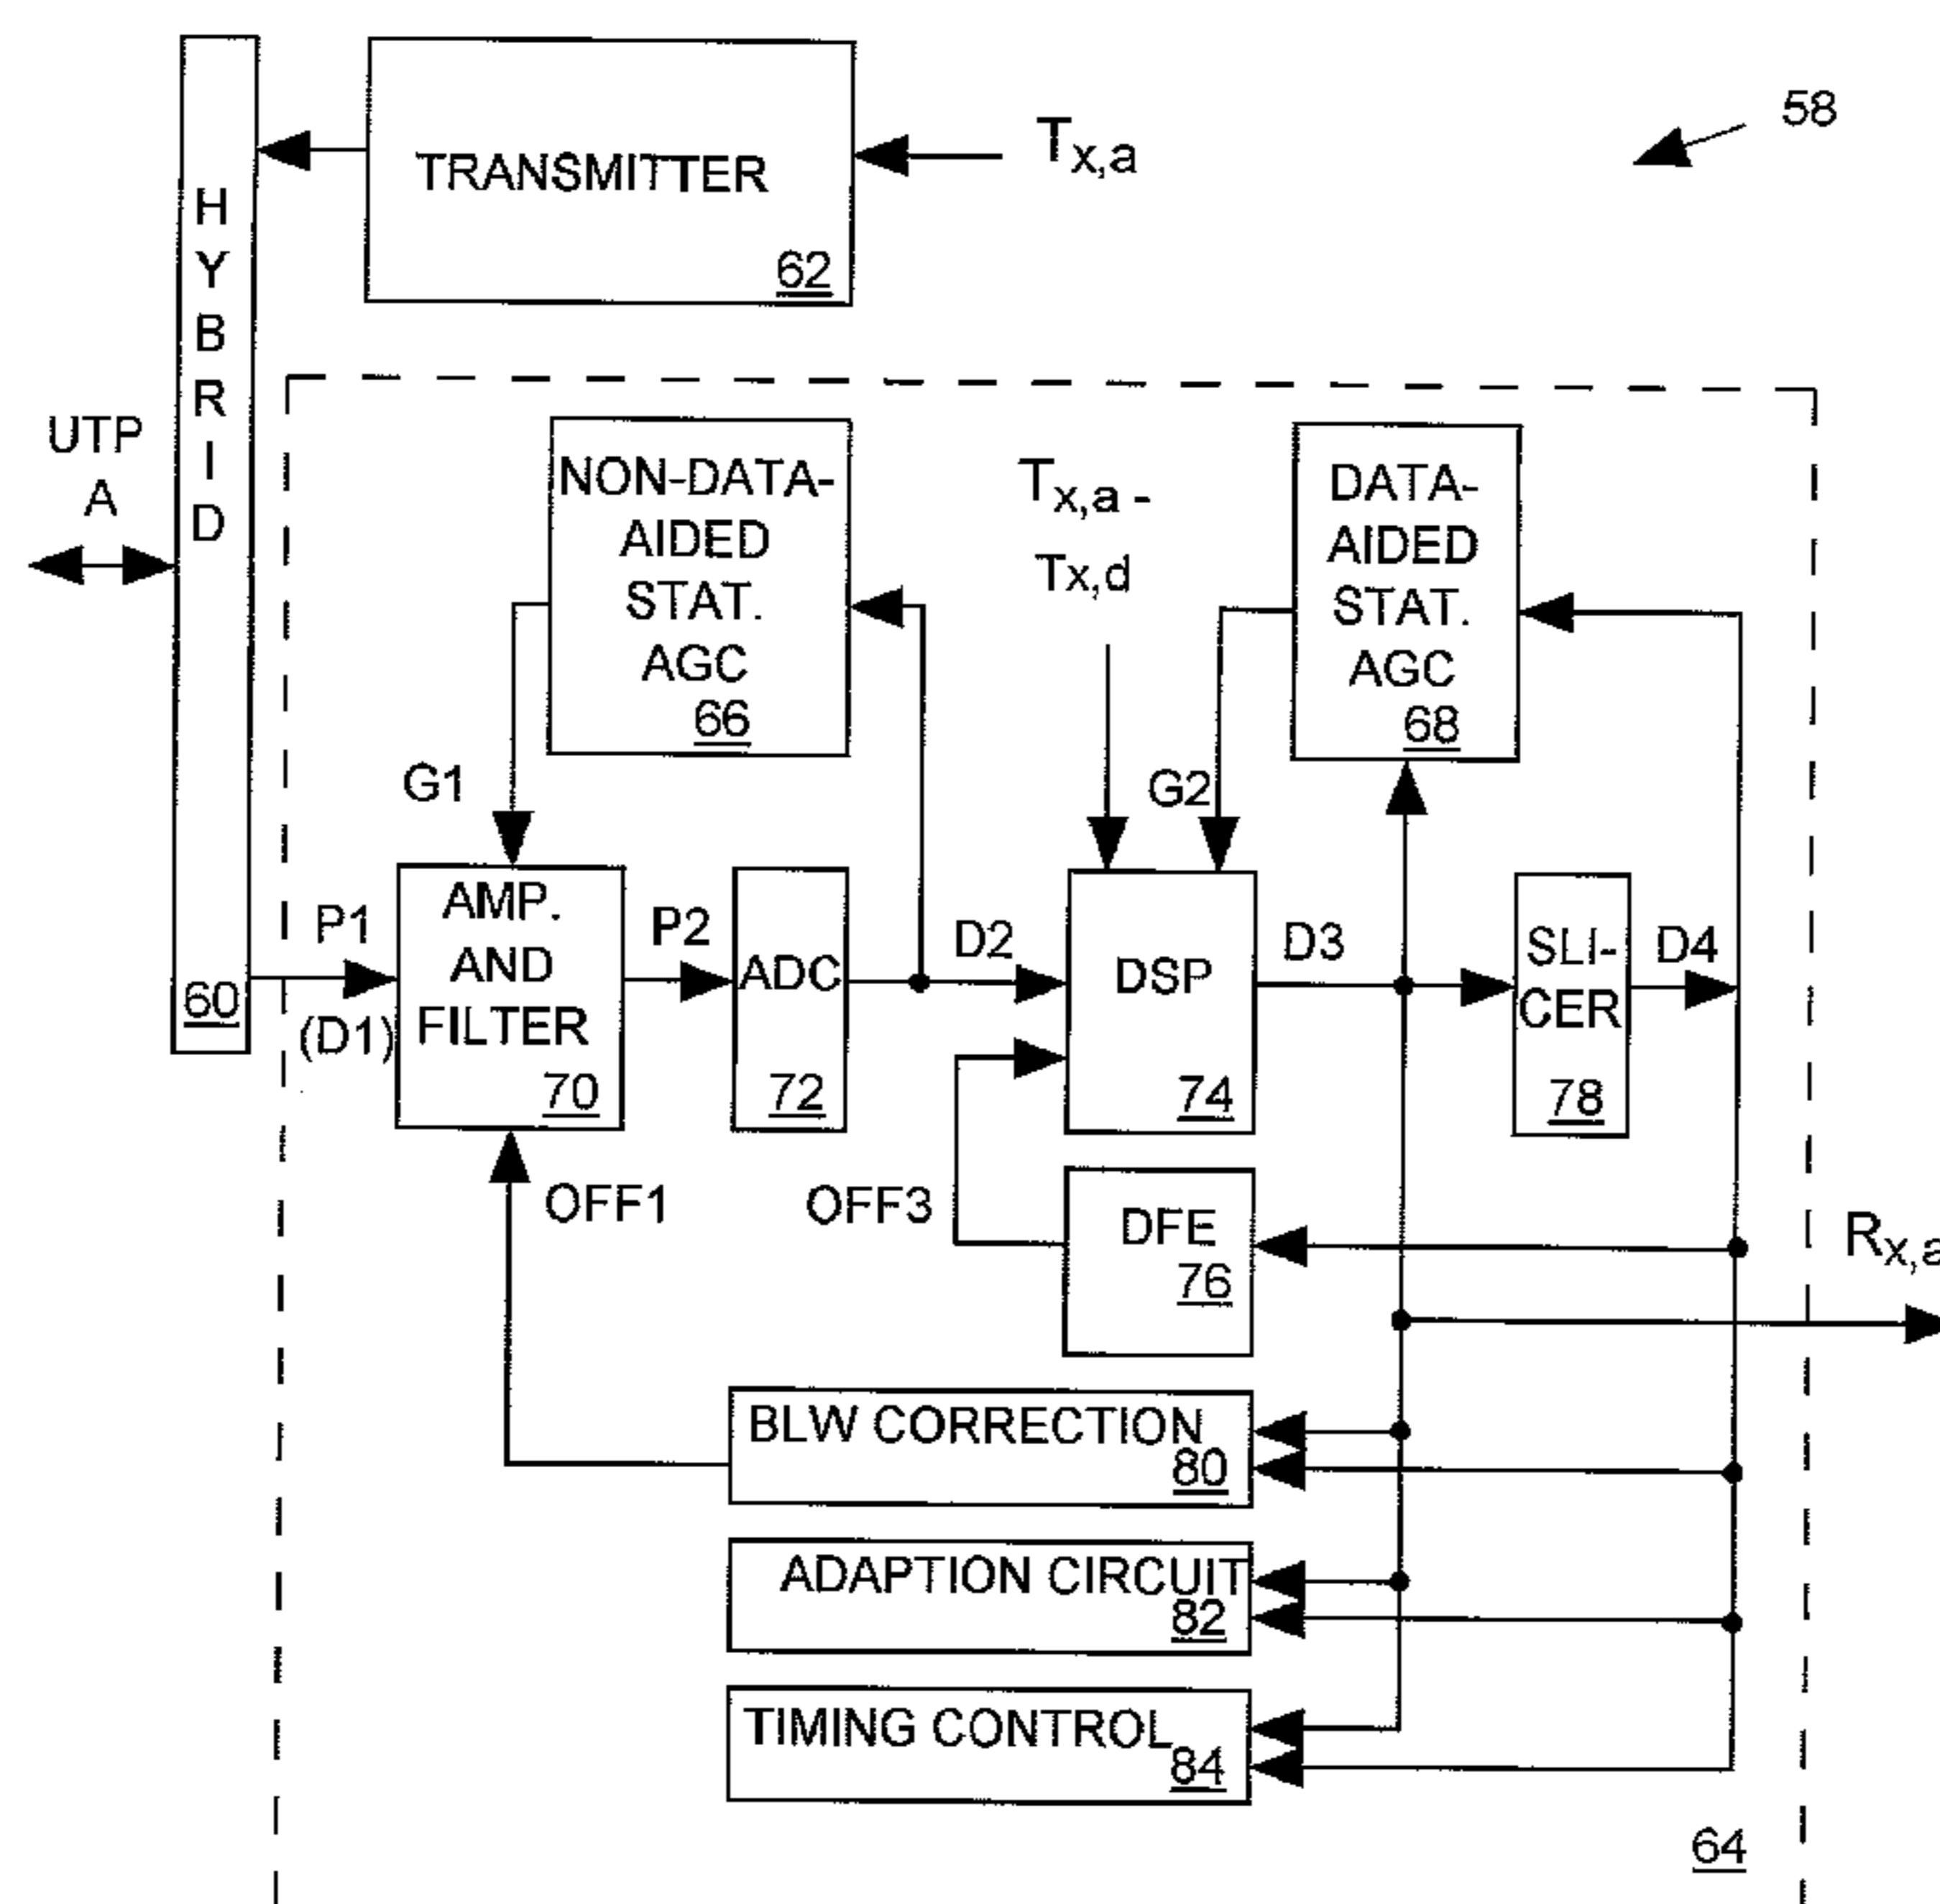 58
HYBRID
60
TRANSMITTER
62
Tx,a
UTP
A
NON-DATA-
AIDED
STAT.
AGC
66
Tx,a -
Tx,d
DATA-
AIDED
STAT.
AGC
68
G1
G2
P1
(D1)
AMP.
AND
FILTER
70
P2
ADC
72
D2
DSP
74
D3
SLI-
CER
78
D4
OFF1
OFF3
DFE
76
Rx,a
BLW CORRECTION
80
ADAPTION CIRCUIT
82
TIMING CONTROL
84
64